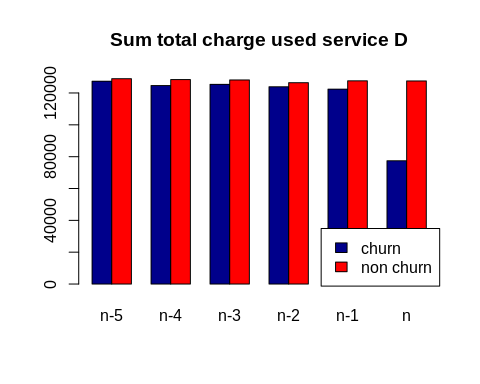 Sum total charge used service D
120000
80000
40000
0
churn
non churn
n-5 n-4 n-3 n-2 n-1 n